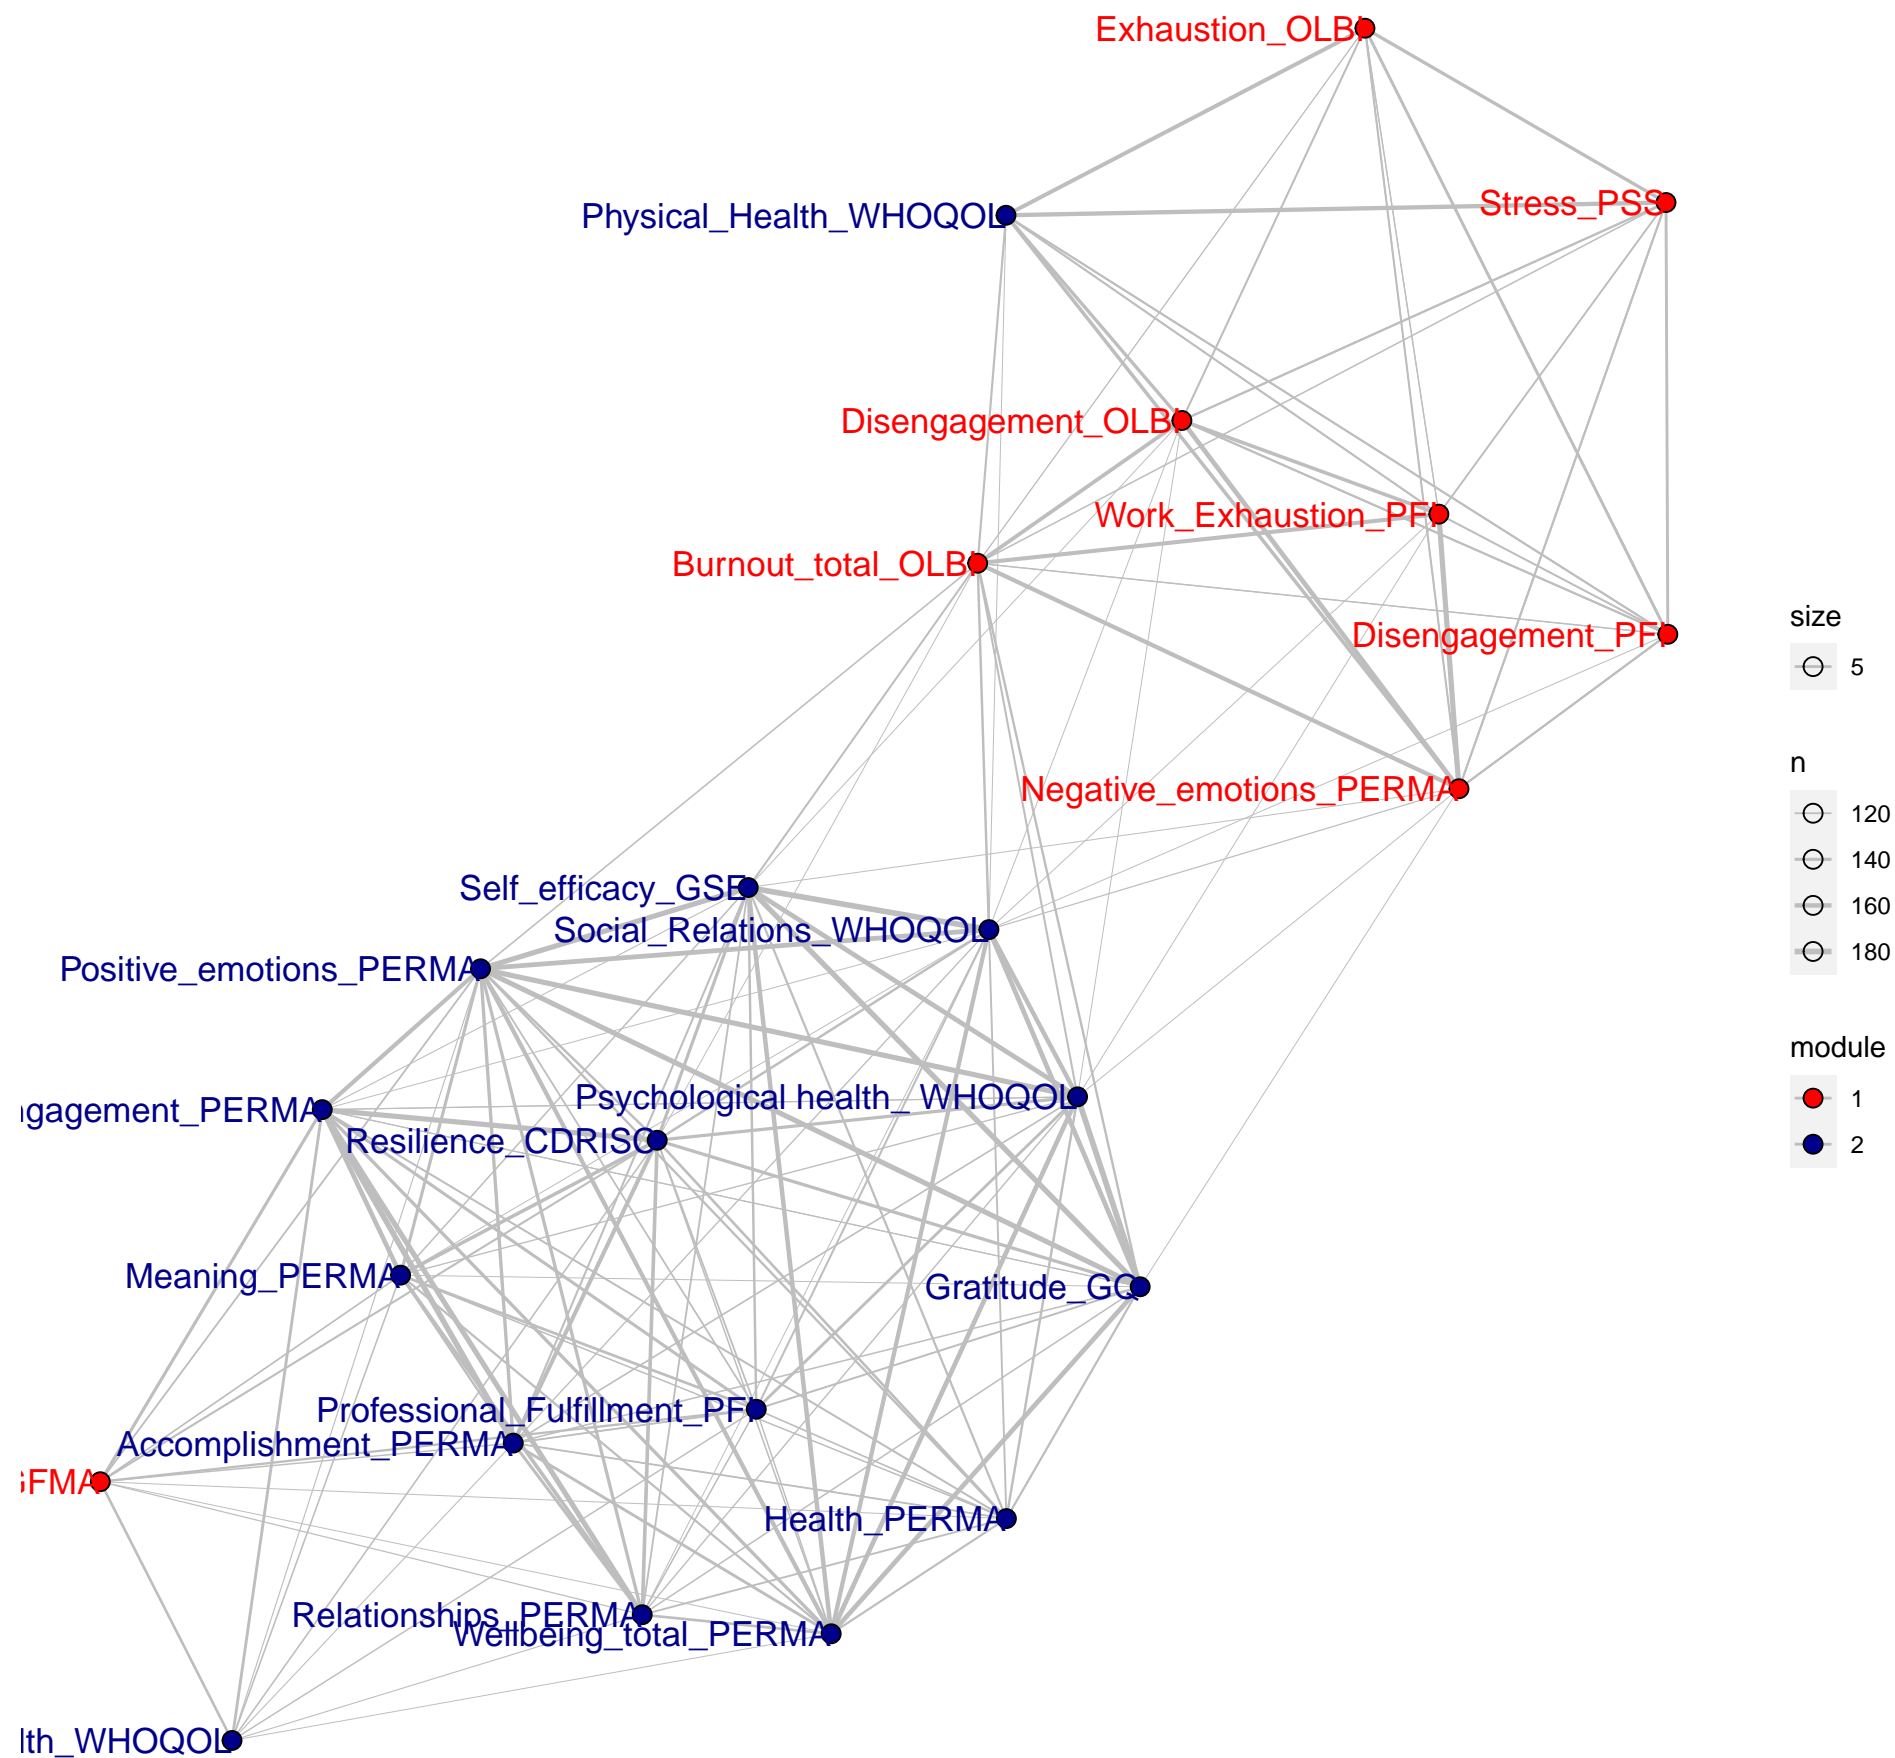 Exhaustion_OLBI
Stress_PSS
Physical_Health_WHOQOL
Disengagement_OLBI
Work_Exhaustion_PFI
Burnout_total_OLBI
size
5
Disengagement_PFI
n
120
140
160
180
Negative_emotions_PERMA
Self_efficacy_GSE
Social_Relations_WHOQOL
Positive_emotions_PERMA
module
1
2
Psychological health_ WHOQOL
gagement_PERMA
Resilience_CDRISC
Meaning_PERMA
Gratitude_GQ
Professional_Fulfillment_PFI
Accomplishment_PERMA
FMA
Health_PERMA
Relationships_PERMA
Wellbeing_total_PERMA
lth_WHOQOL